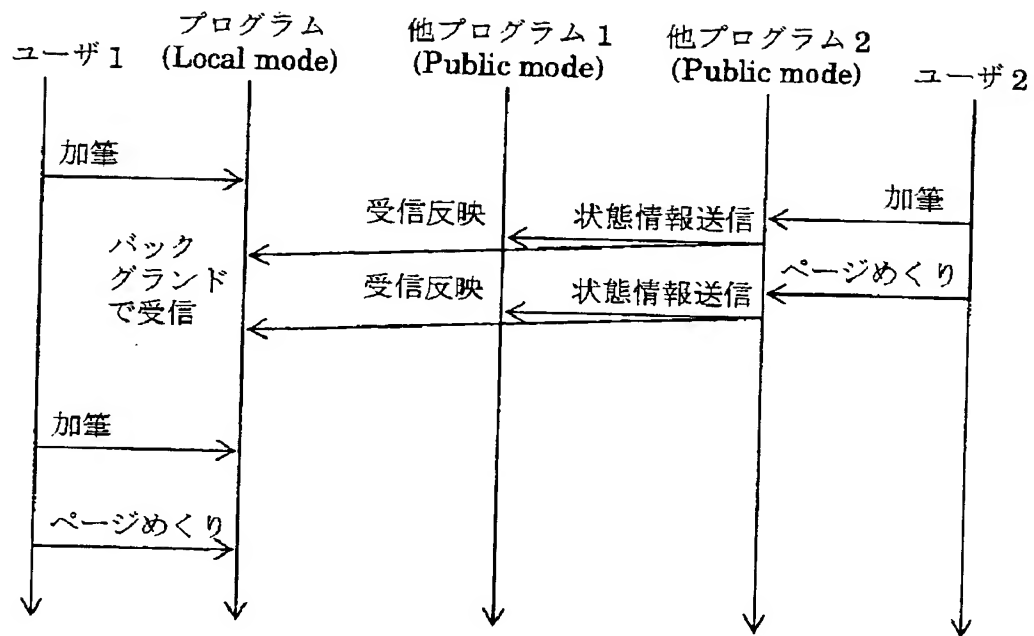 ユーザ1
プログラム
(Local mode)
他プログラム1
(Public mode)
他プログラム2
(Public mode)
ユーザ2
加筆
加筆
受信反映
状態情報送信
バック
グランド
で受信
ページめくり
受信反映
状態情報送信
加筆
ページめくり